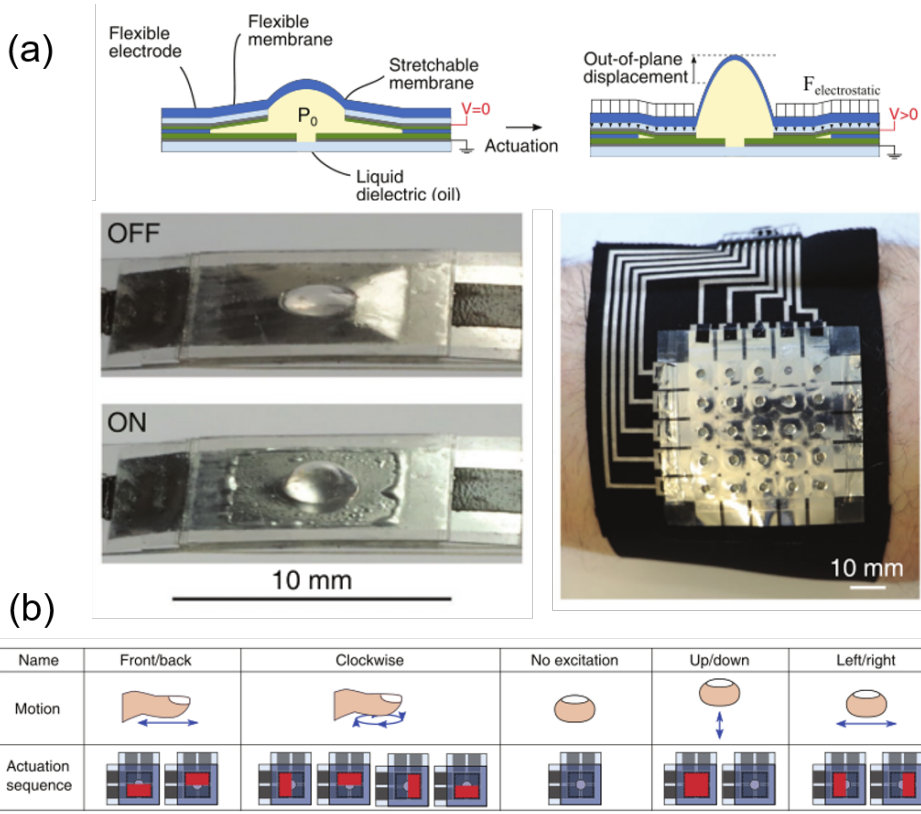 (a)
Flexible
electrode
Flexible
membrane
Stretchable
membrane
P0
V=0
Liquid
dielectric (oil)
Actuation
Out-of-plane
displacement
Felectrostatic
V>0
OFF
ON
10 mm
10 mm
(b)
Name Front/back Clockwise No excitation Up/down Left/right
Motion
Actuation
sequence